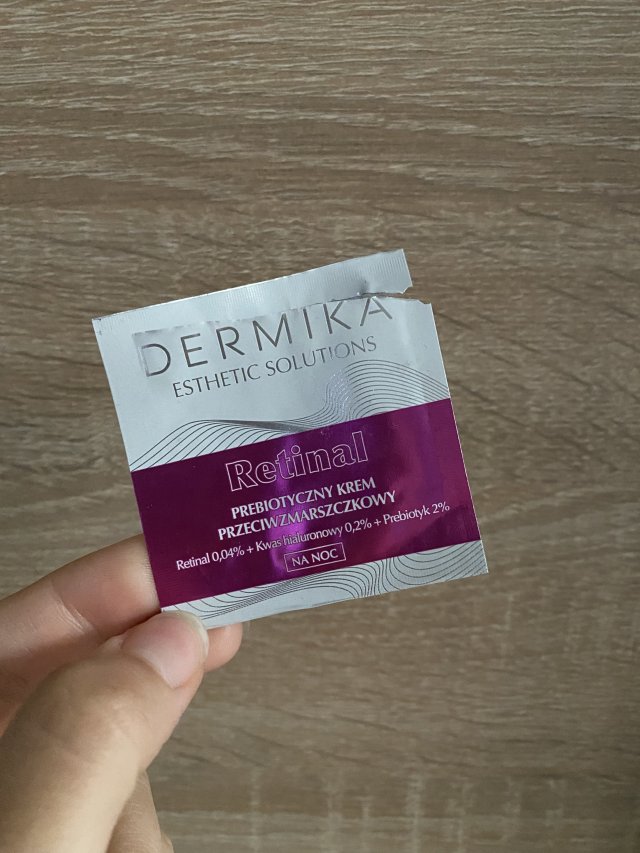 DERMIKA
ESTHETIC SOLUTIONS
Retinal
PREBIOTYCZNY KREM
PRZECIWZMARSZCZKOWY
Retinal 0,04% + Kwas hialuronowy 0,2% + Prebiotyk 2%
NA NOC